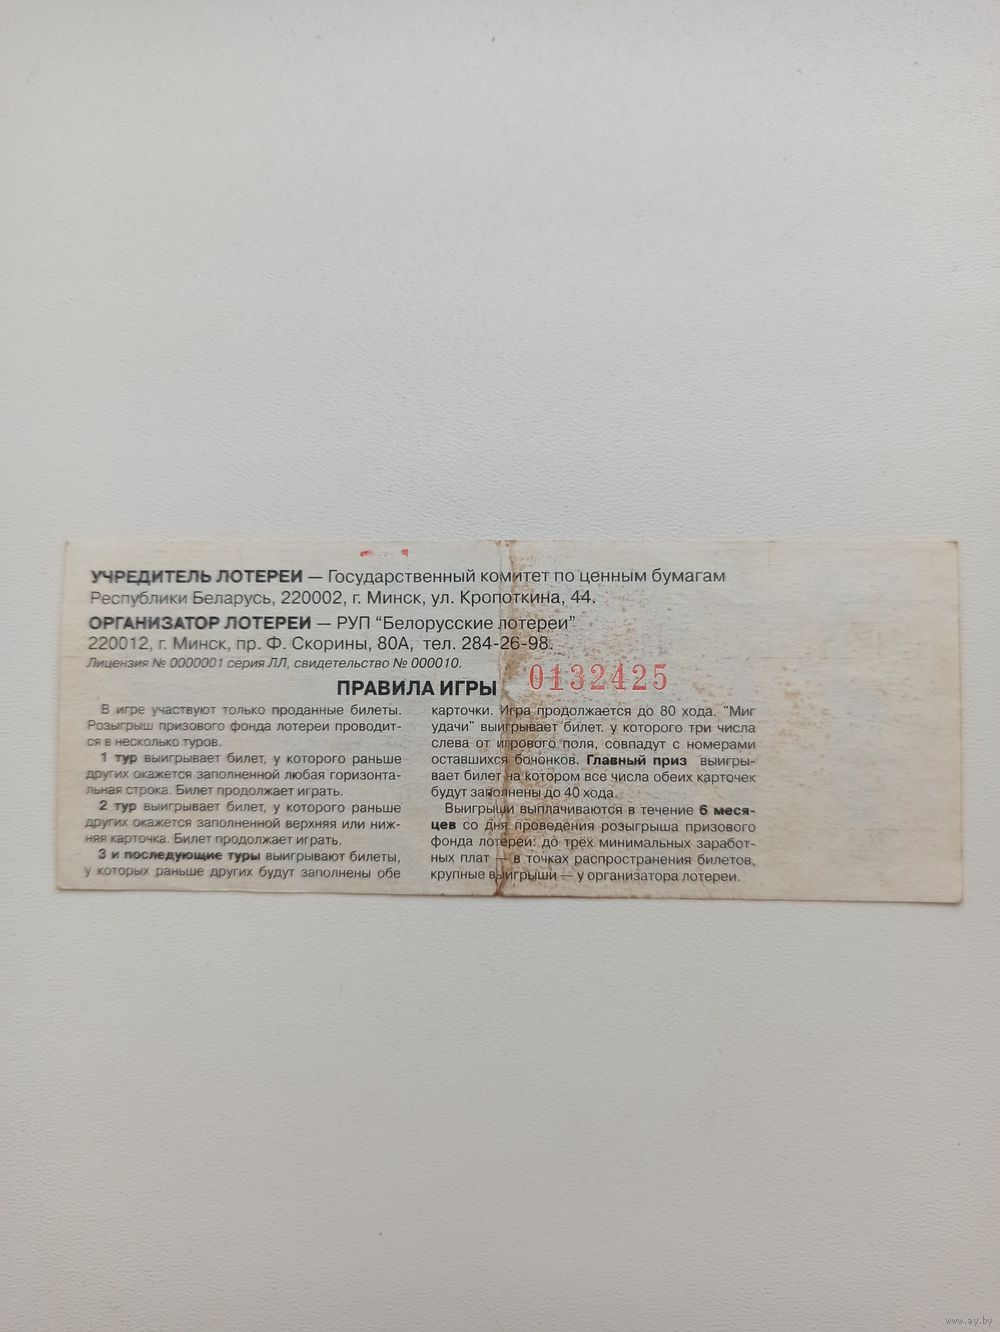 УЧРЕДИТЕЛЬ ЛОТЕРЕИ — Государственный комитет по ценным бумагам
Республики Беларусь, 220002, г. Минск, ул. Кропоткина, 44.
ОРГАНИЗАТОР ЛОТЕРЕИ — РУП "Белорусские лотереи"
220012, г. Минск, пр. Ф. Скорины, 80А, тел. 284-26-98.
Лицензия № 0000001 серия ЛЛ, свидетельство № 000010.
0132425
ПРАВИЛА ИГРЫ
В игре участвуют только проданные билеты.
Розыгрыш призового фонда лотереи проводит-
ся в несколько туров.
1 тур выигрывает билет, у которого раньше
других окажется заполненной любая горизонта-
льная строка. Билет продолжает играть.
2 тур выигрывает билет, у которого раньше
других окажется заполненной верхняя или ниж-
няя карточка. Билет продолжает играть.
3 и последующие туры выигрывают билеты,
у которых раньше других будут заполнены обе
карточки. Игра продолжается до 80 хода. "Миг
удачи" выигрывает билет. у которого три числа
слева от игрового поля, совпадут с номерами
оставшихся бочонков. Главный приз выигры-
вает билет на котором все числа обеих карточек
будут заполнены до 40 хода.
Выигрыши выплачиваются в течение 6 меся-
цев со дня проведения розыгрыша призового
фонда лотереи: до трёх минимальных заработ-
ных плат — в точках распространения билетов,
крупные выигрыши — у организатора лотереи.
www.ay.by